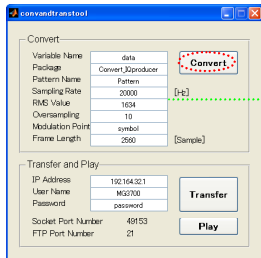 convandtranstool
Convert
Variable Name data
Package Convert_IQproducer
Pattern Name Pattern
Sampling Rate 20000 [Hz]
RMS Value 1634
Oversampling 10
Modulation Point symbol
Frame Length 2560 [Sample]
Convert
Transfer and Play
IP Address 192.164.32.1
User Name MG3700
Password password
Transfer
Socket Port Number 49153
FTP Port Number 21
Play